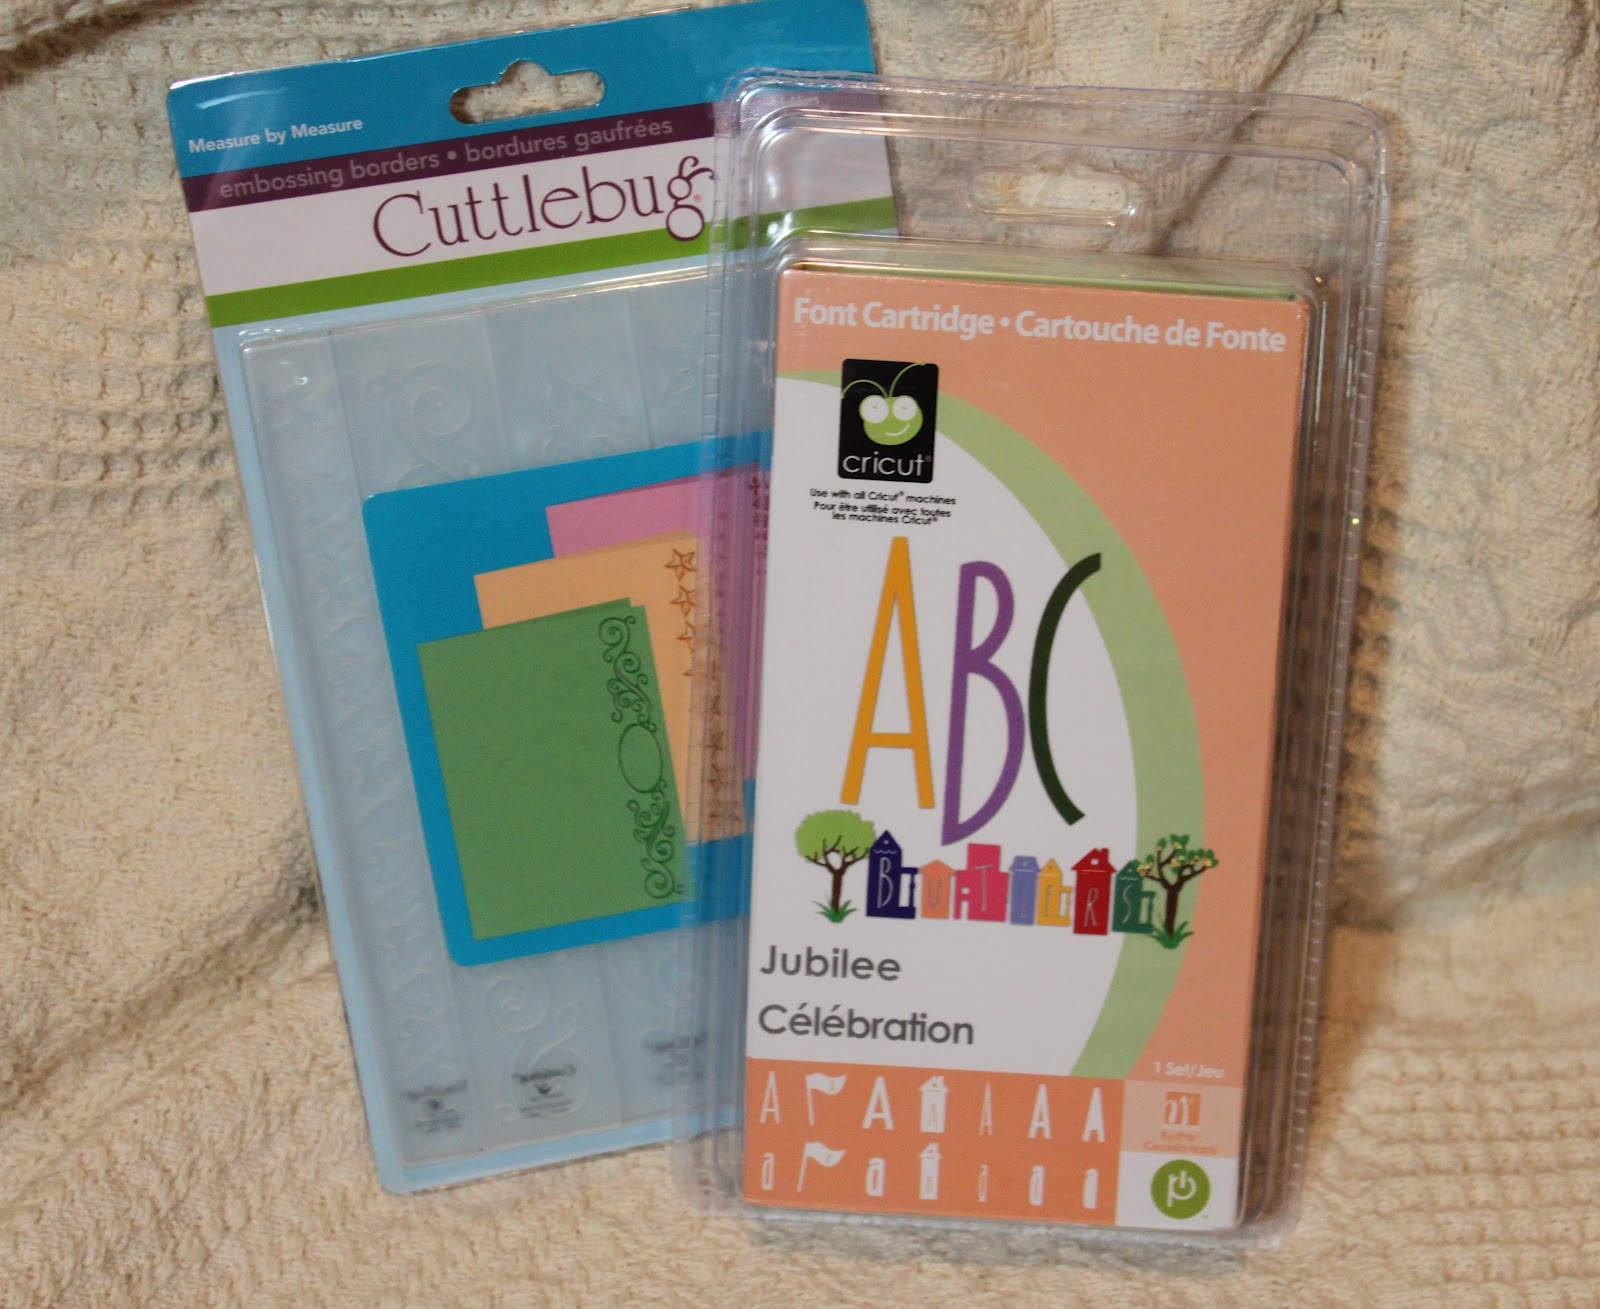 Measure by Measure
embossing borders • bordures gaufrées
Cuttlebug®
Font Cartridge • Cartouche de Fonte
cricut®
Use with all Cricut® machines
Pour être utilisé avec toutes
les machines Cricut®
ABC
Jubilee
Célébration
1 Set/Jeu
A A A A A A
a a a a a a